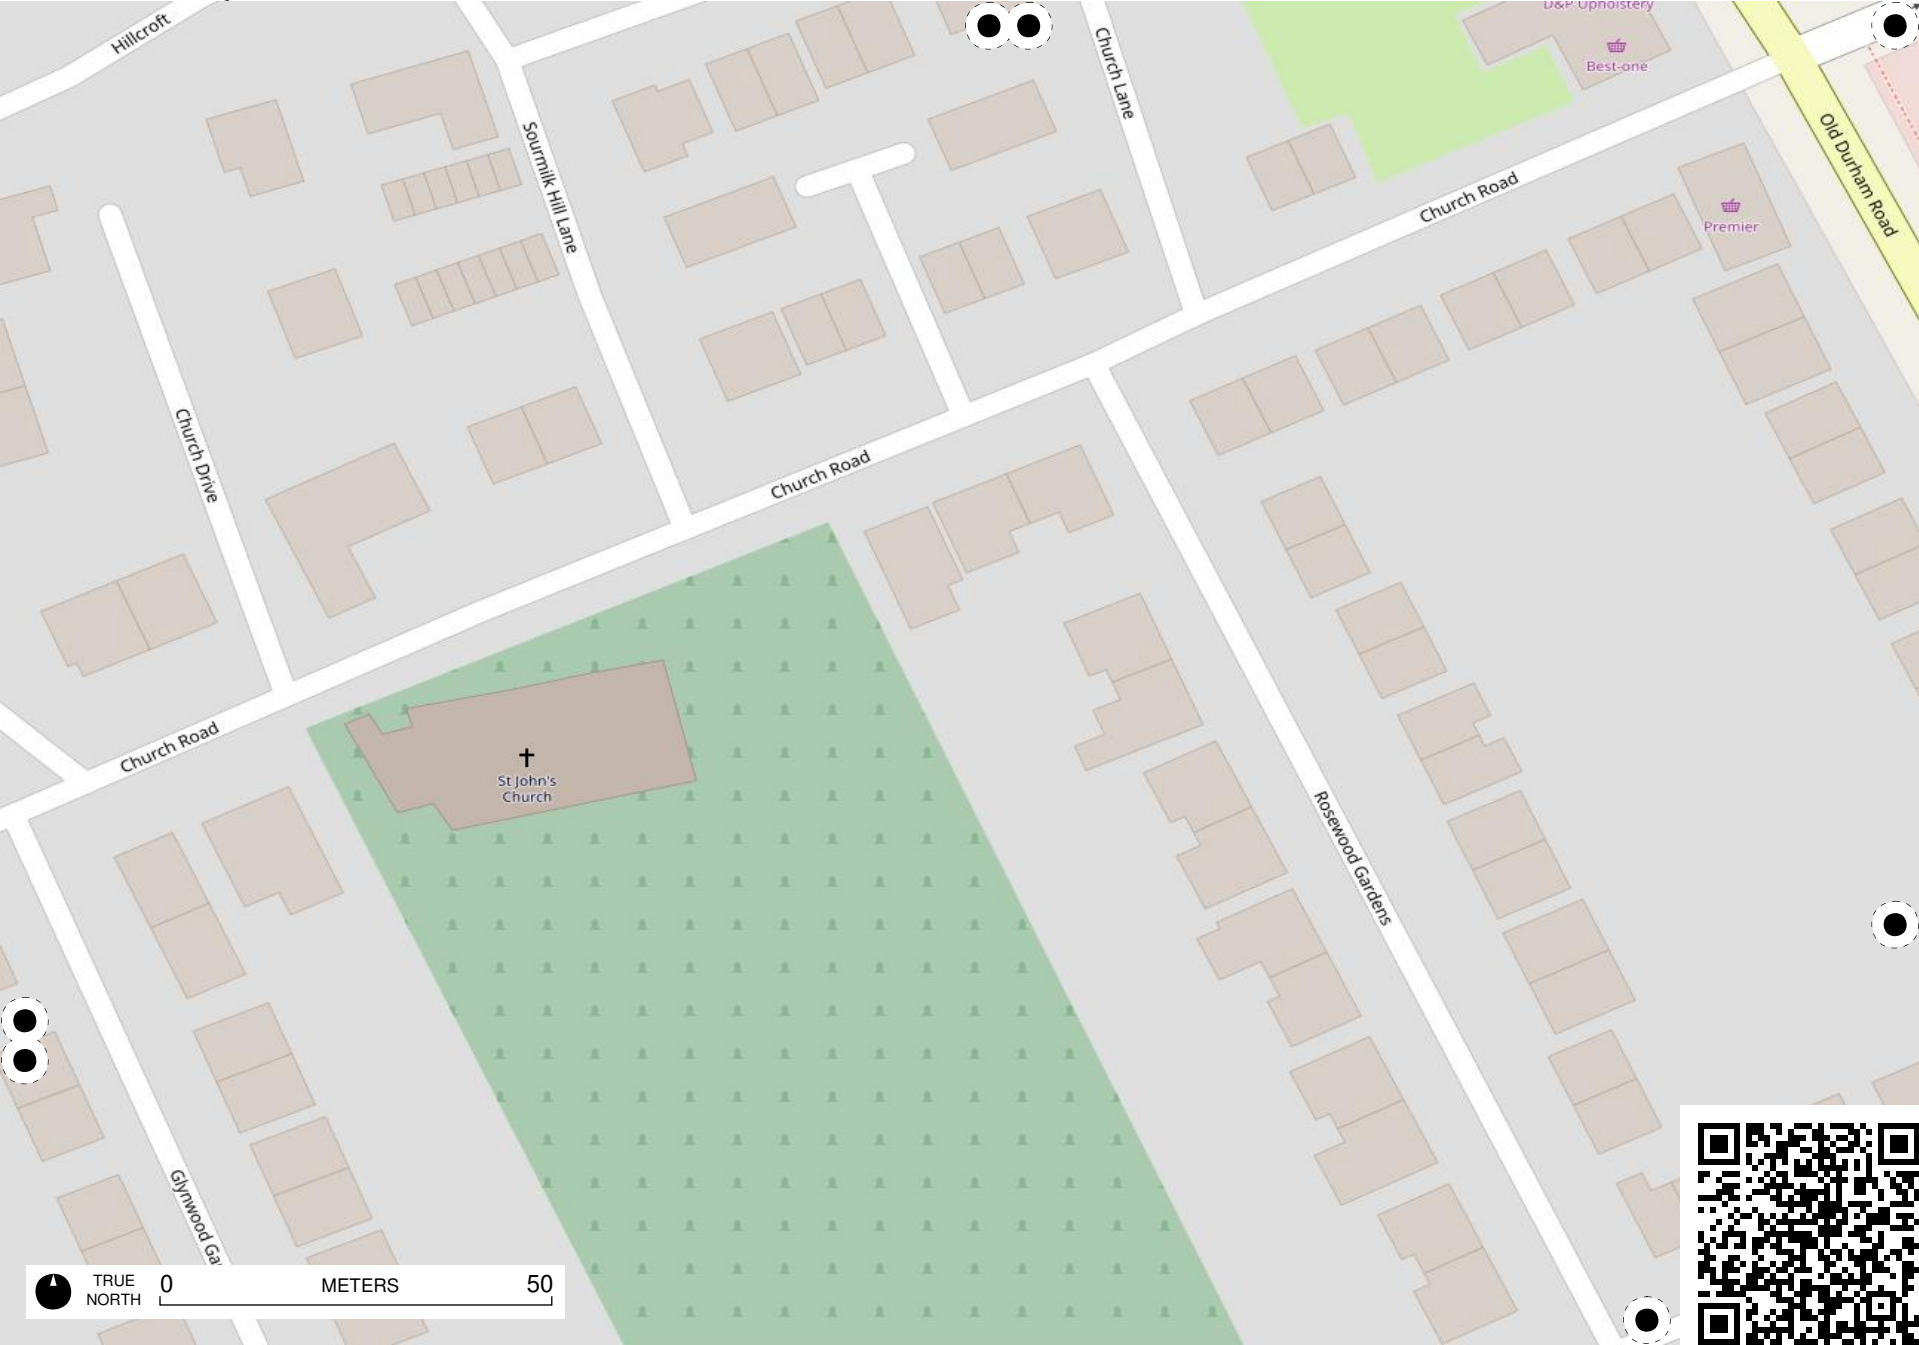 Hillcroft
D&P Upholstery
Best-one
Church Lane
Sourmilk Hill Lane
Old Durham Road
Church Road
Premier
Church Drive
Church Road
Church Road
St John's
Church
Rosewood Gardens
Glynwood Ga
TRUE
NORTH
0 METERS 50